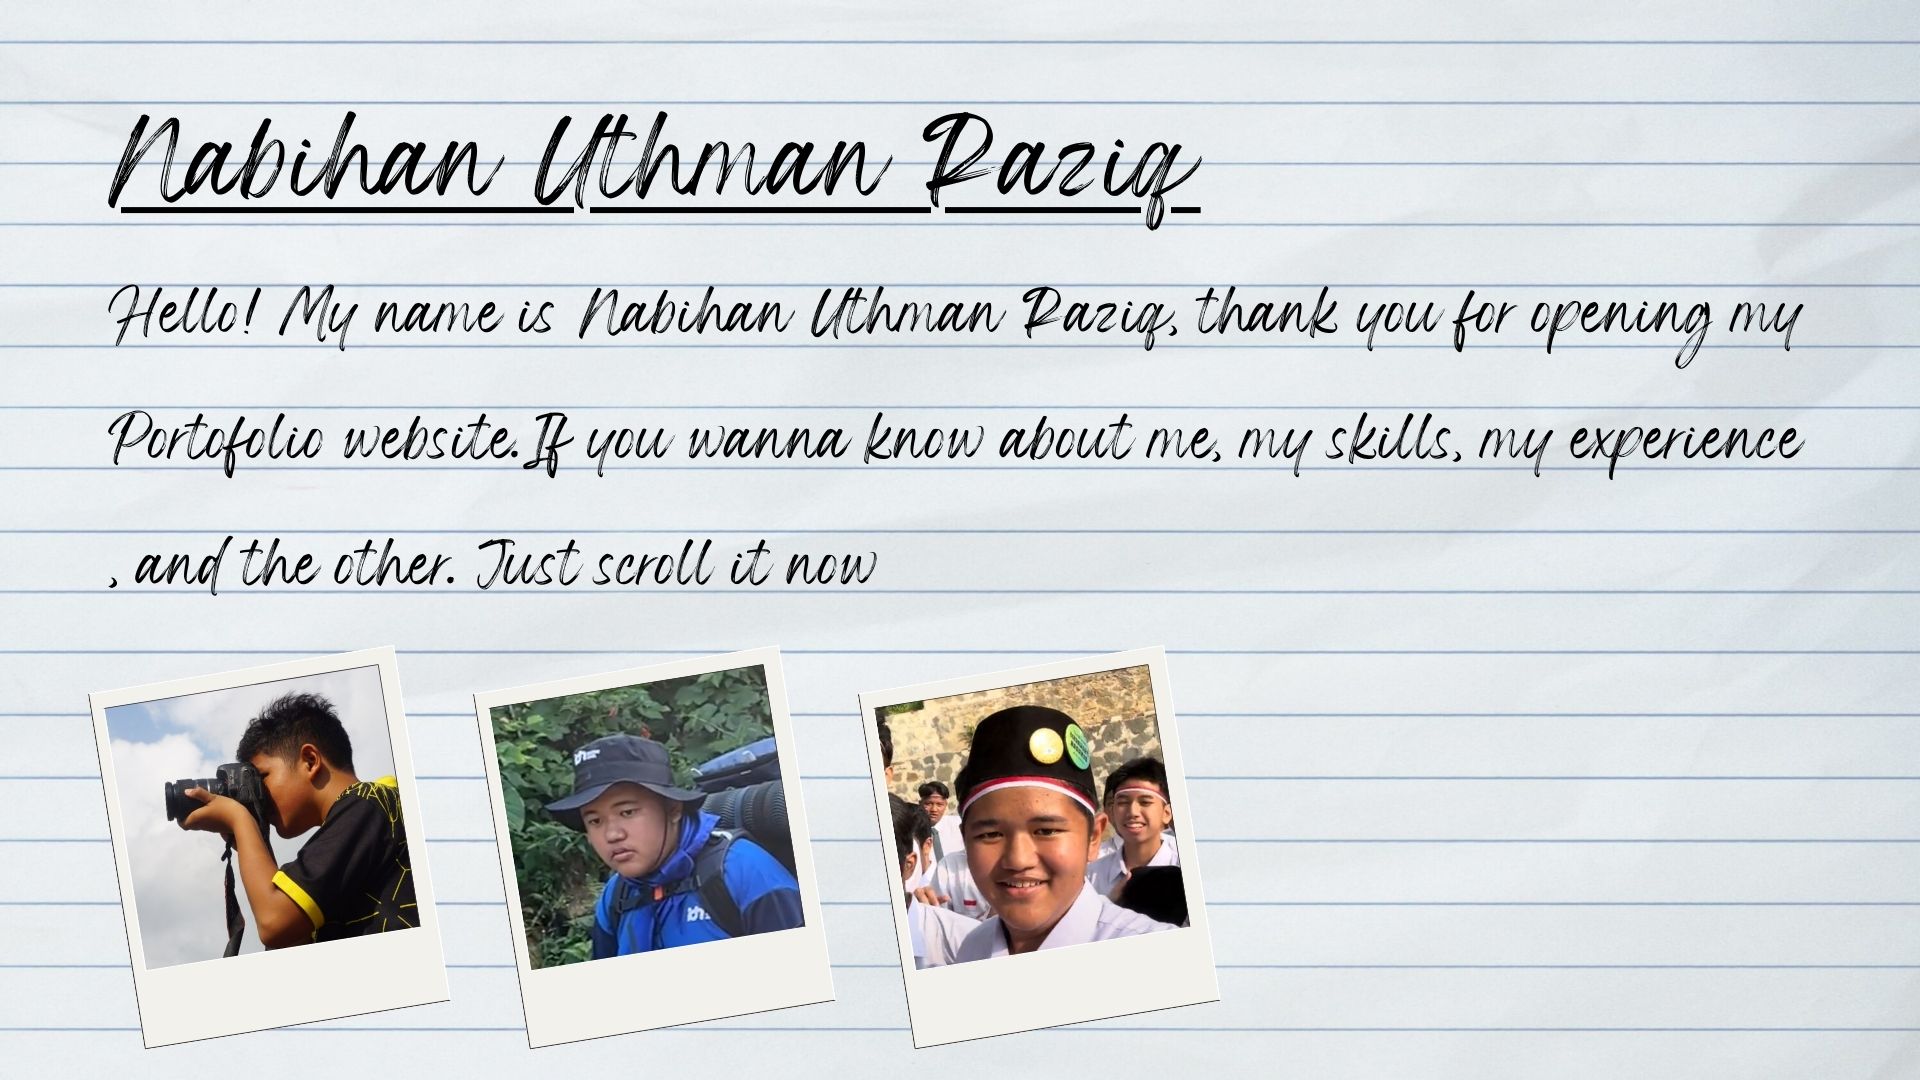 Nabihan Uthman Raziq
Hello! My name is Nabihan Uthman Raziq, thank you for opening my
Portofolio website.If you wanna know about me, my skills, my experience
, and the other. Just scroll it now